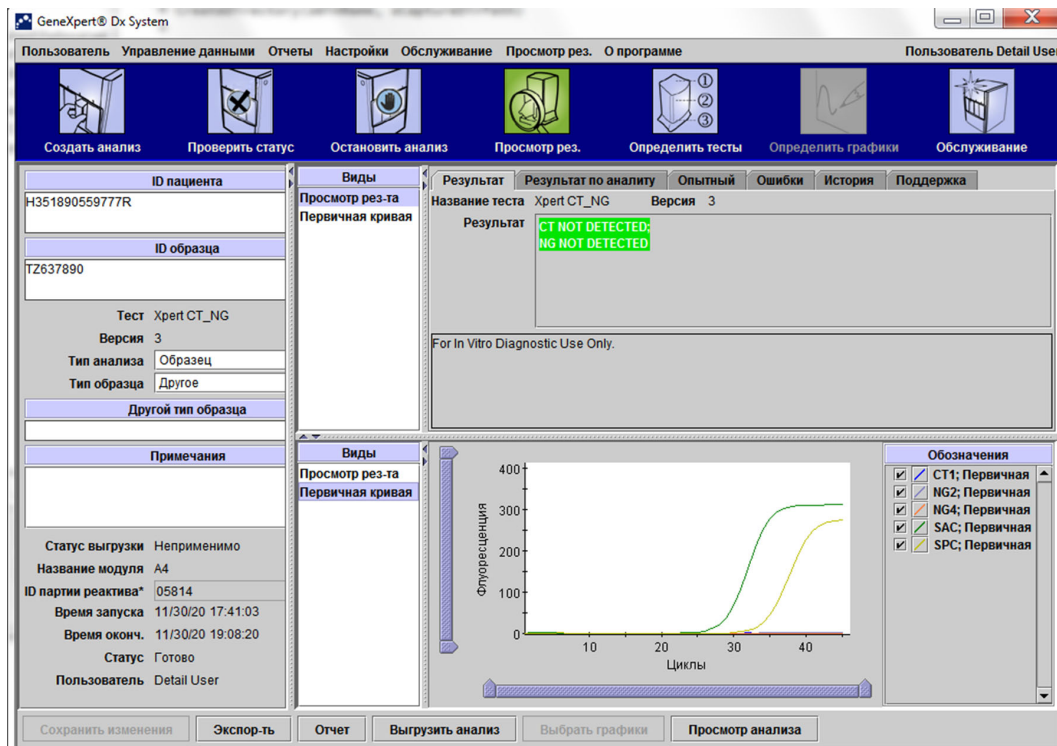 GeneXpert® Dx System
Пользователь Управление данными Отчеты Настройки Обслуживание Просмотр рез. О программе Пользователь Detail User
Создать анализ Проверить статус Остановить анализ Просмотр рез. Определить тесты Определить графики Обслуживание
ID пациента
H351890559777R
ID образца
TZ637890
Тест Xpert CT_NG
Версия 3
Тип анализа Образец
Тип образца Другое
Другой тип образца
Примечания
Статус выгрузки Неприменимо
Название модуля A4
ID партии реактива* 05814
Время запуска 11/30/20 17:41:03
Время оконч. 11/30/20 19:08:20
Статус Готово
Пользователь Detail User
Виды
Просмотр рез-та
Первичная кривая
Результат Результат по аналиту Опытный Ошибки История Поддержка
Название теста Xpert CT_NG Версия 3
Результат CT NOT DETECTED;
NG NOT DETECTED
For In Vitro Diagnostic Use Only.
Виды
Просмотр рез-та
Первичная кривая
Флуоресценция
400
300
200
100
0
10 20 30 40
Циклы
Обозначения
CT1; Первичная
NG2; Первичная
NG4; Первичная
SAC; Первичная
SPC; Первичная
Сохранить изменения Экспор-ть Отчет Выгрузить анализ Выбрать графики Просмотр анализа